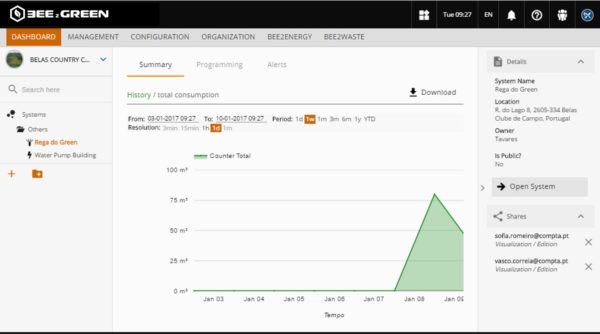 BEE2GREEN
Tue 09:27
EN
DASHBOARD MANAGEMENT CONFIGURATION ORGANIZATION BEE2ENERGY BEE2WASTE
BELAS COUNTRY C...
Search here
Systems
Others
Rega do Green
Water Pump Building
Summary Programming Alerts
History / total consumption
Download
From: 03-01-2017 09:27 To: 10-01-2017 09:27 Period: 1d 1w 1m 3m 6m 1y YTD
Resolution: 3min 15min 1h 1d 1m
Counter Total
100 m³
75 m³
50 m³
25 m³
0 m³
Jan 03 Jan 04 Jan 05 Jan 06 Jan 07 Jan 08 Jan 09
Tempo
Details
System Name
Rega do Green
Location
R. do Lago 8, 2605-334 Belas
Clube de Campo, Portugal
Owner
Tavares
Is Public?
No
Open System
Shares
sofia.romeiro@compta.pt
Visualization / Edition
vasco.correia@compta.pt
Visualization / Edition